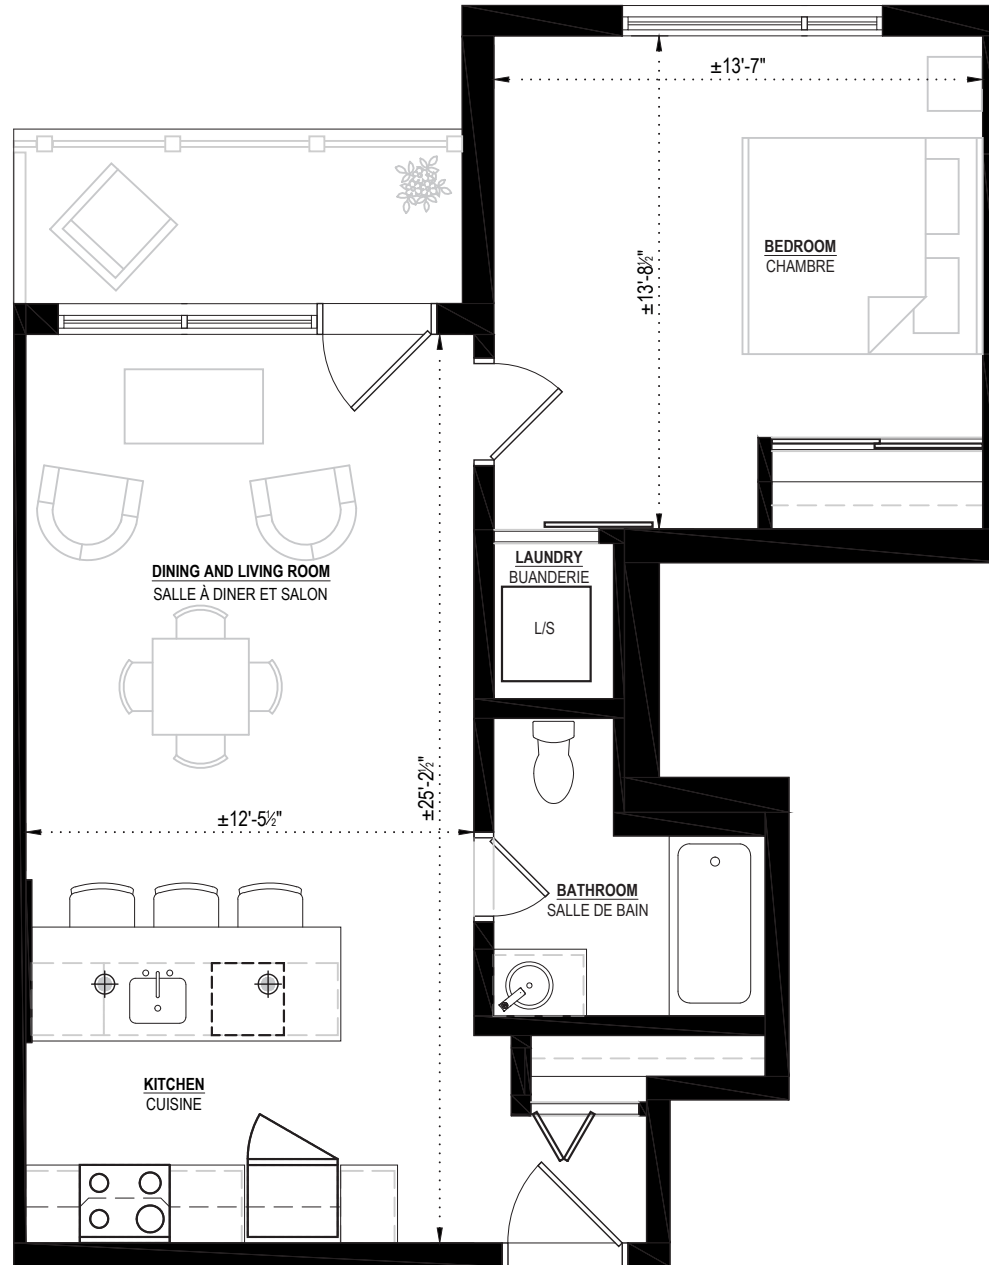 ±13'-7"
BEDROOM
CHAMBRE
±13'-8½"
LAUNDRY
BUANDERIE
L/S
DINING AND LIVING ROOM
SALLE À DINER ET SALON
±25'-2½"
±12'-5½"
BATHROOM
SALLE DE BAIN
KITCHEN
CUISINE